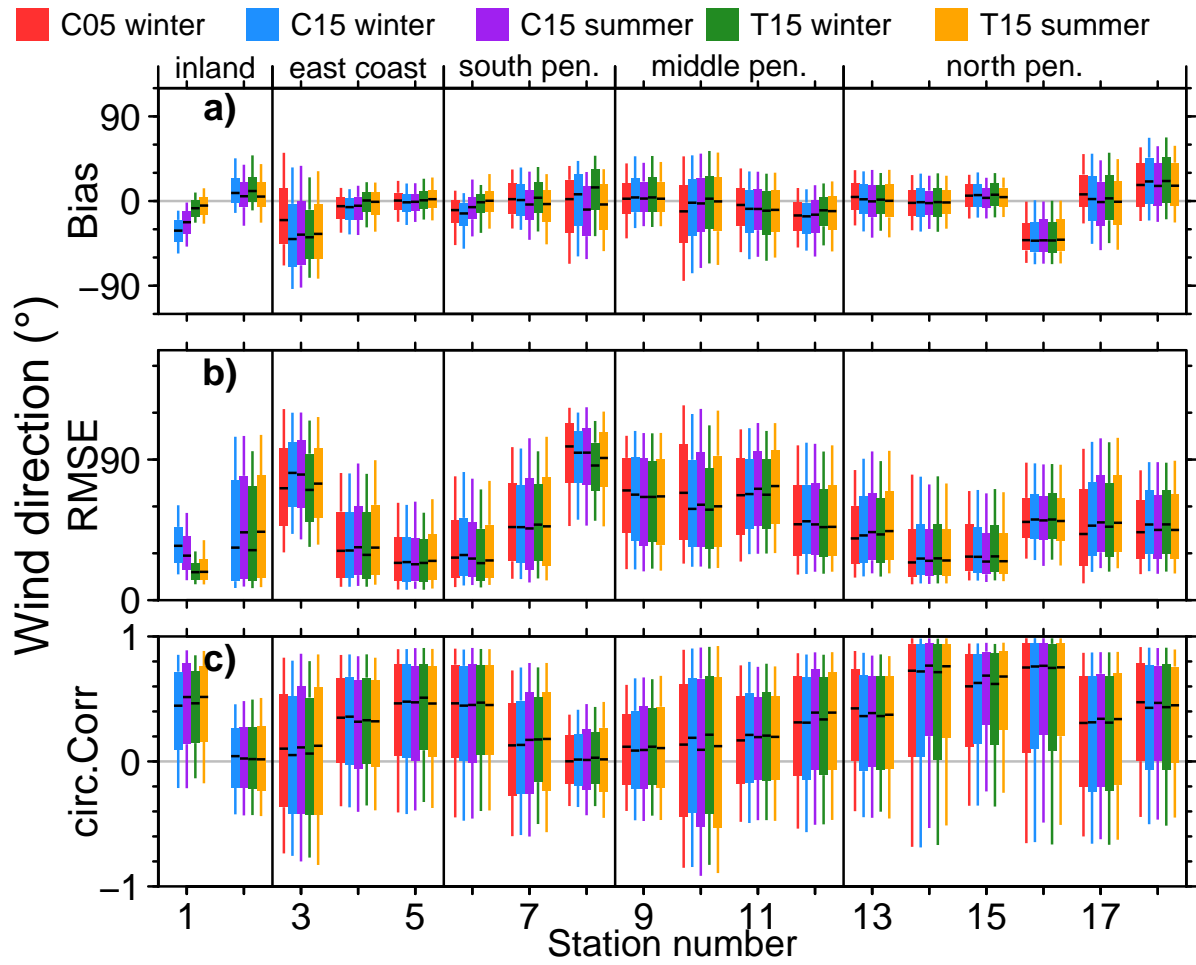 C05 winter C15 winter C15 summer T15 winter T15 summer
inland east coast south pen. middle pen. north pen.
a)
90
0
−90
Bias
b)
90
0
RMSE
Wind direction (°)
c)
1
0
−1
circ.Corr
1 3 5 7 9 11 13 15 17
Station number